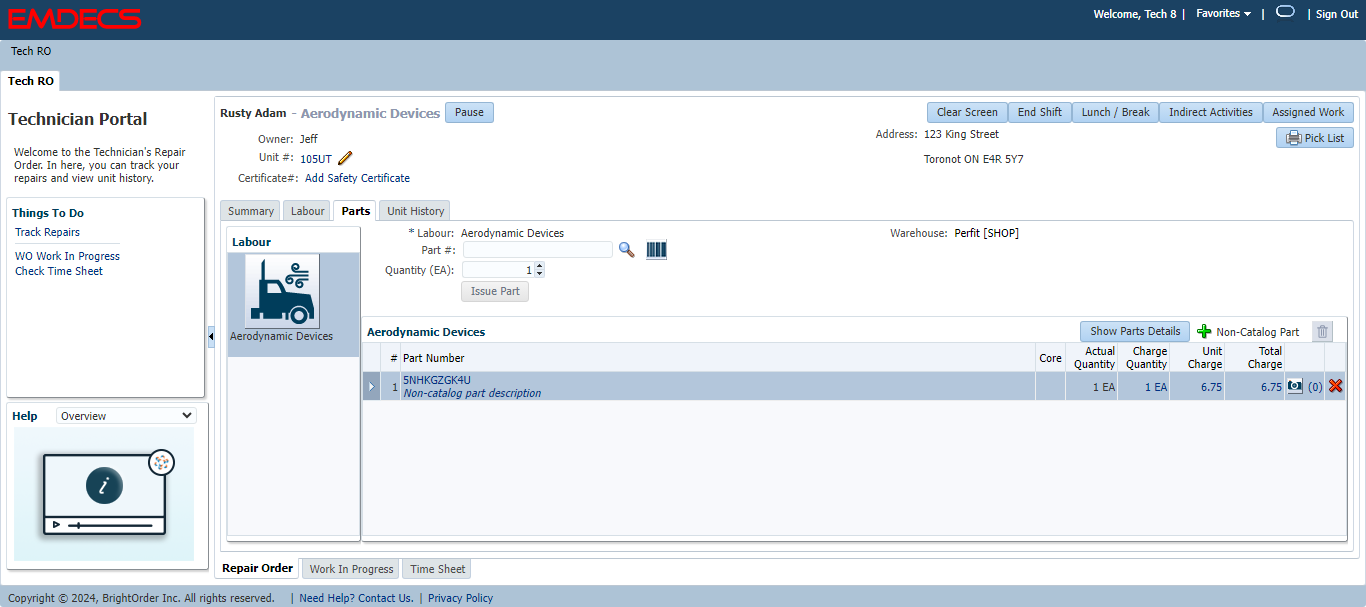 EMDECS
Welcome, Tech 8 | Favorites | | Sign Out
Tech RO
Tech RO
Technician Portal
Welcome to the Technician's Repair
Order. In here, you can track your
repairs and view unit history.
Things To Do
Track Repairs
WO Work In Progress
Check Time Sheet
Help Overview
i
Rusty Adam - Aerodynamic Devices Pause
Clear Screen End Shift Lunch / Break Indirect Activities Assigned Work
Pick List
Owner: Jeff
Unit #: 105UT
Certificate#: Add Safety Certificate
Address: 123 King Street
Toronot ON E4R 5Y7
Summary Labour Parts Unit History
Labour
Aerodynamic Devices
* Labour: Aerodynamic Devices
Warehouse: Perfit [SHOP]
Part #:
Quantity (EA): 1
Issue Part
Aerodynamic Devices Show Parts Details Non-Catalog Part
# Part Number Core Actual Quantity Charge Quantity Unit Charge Total Charge
1 5NHKGZGK4U 1 EA 1 EA 6.75 6.75 (0)
Non-catalog part description
Repair Order Work In Progress Time Sheet
Copyright © 2024, BrightOrder Inc. All rights reserved. | Need Help? Contact Us. | Privacy Policy